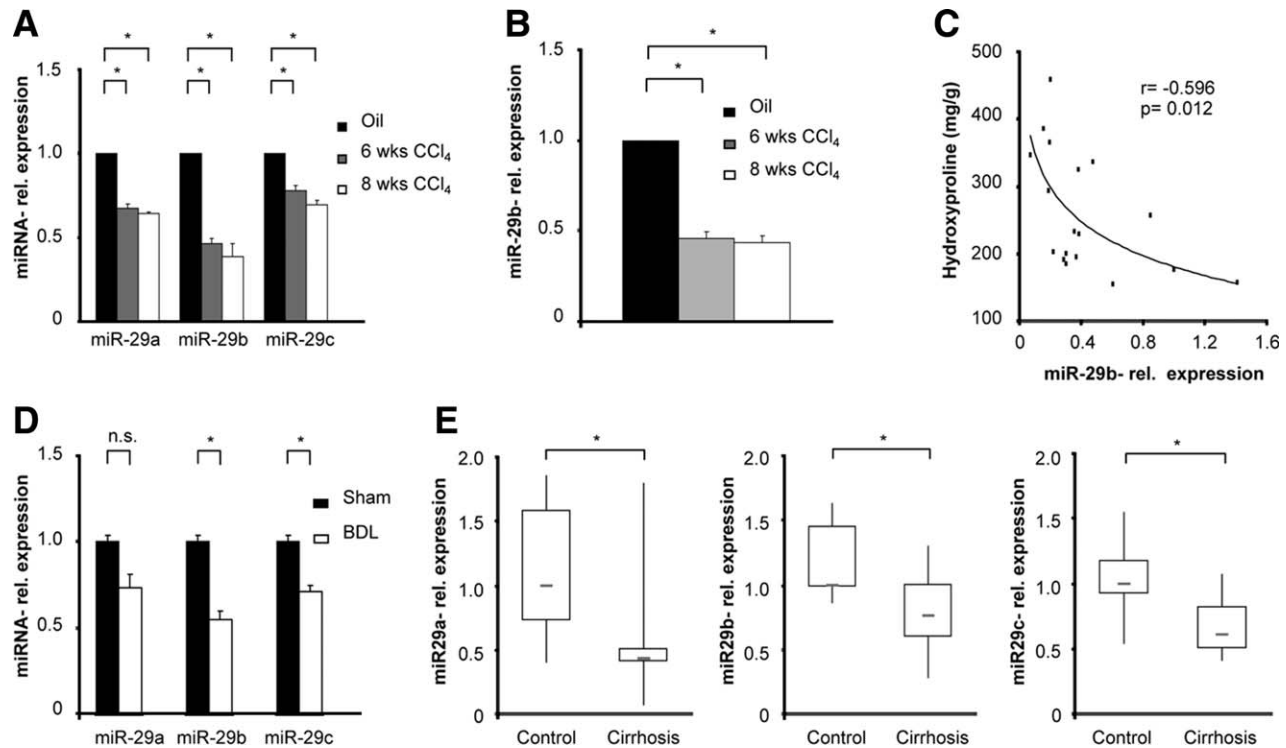 A
miRNA- rel. expression
1.5
1.0
0.5
0
* * *
* * *
Oil
6 wks CCl4
8 wks CCl4
miR-29a miR-29b miR-29c
B
miR-29b- rel. expression
1.5
1.0
0.5
0
*
*
Oil
6 wks CCl4
8 wks CCl4
C
Hydroxyproline (mg/g)
500
400
300
200
100
r= -0.596
p= 0.012
0 0.4 0.8 1.2 1.6
miR-29b- rel. expression
D
miRNA- rel. expression
1.5
1.0
0.5
0
n.s. * *
Sham
BDL
miR-29a miR-29b miR-29c
E
miR29a- rel. expression
2.0
1.5
1.0
0.5
0
*
Control Cirrhosis
miR29b- rel. expression
2.0
1.5
1.0
0.5
0
*
Control Cirrhosis
miR29c- rel. expression
2.0
1.5
1.0
0.5
0
*
Control Cirrhosis